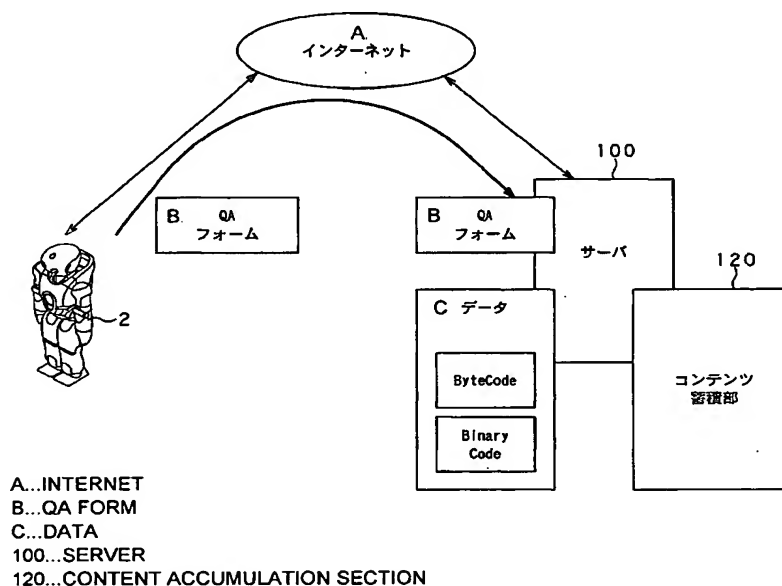 A.
インターネット
100
B.
QA
フォーム
B
QA
フォーム
サーバ
120
2
C データ
ByteCode
コンテンツ
蓄積部
Binary
Code
A...INTERNET
B...QA FORM
C...DATA
100...SERVER
120...CONTENT ACCUMULATION SECTION